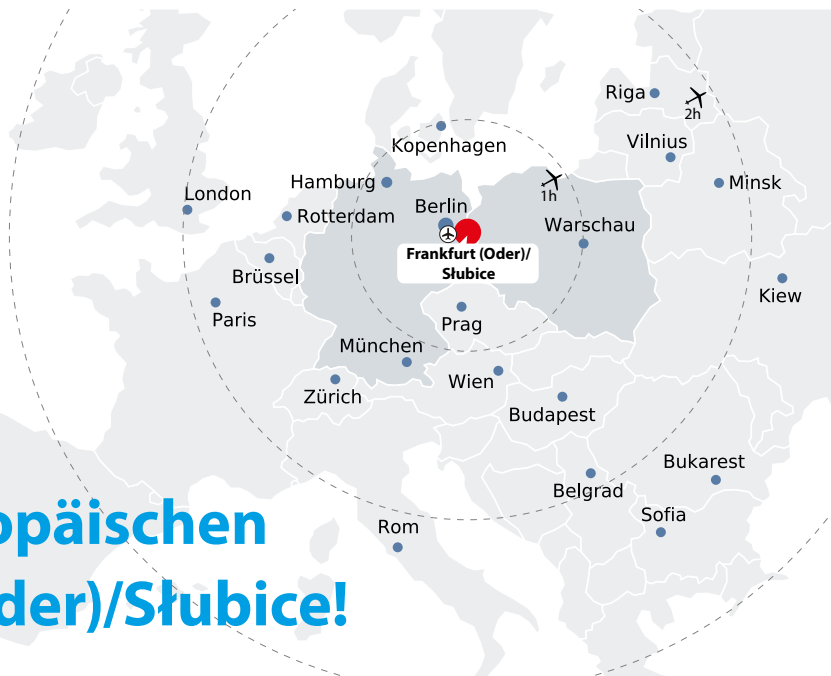 Riga
2h
Kopenhagen
Vilnius
Hamburg
1h
Minsk
London
Berlin
Rotterdam
Warschau
Frankfurt (Oder)/
Słubice
Brüssel
Kiew
Paris
Prag
München
Wien
Zürich
Budapest
Bukarest
Belgrad
Sofia
opäischen
Rom
der)/Słubice!